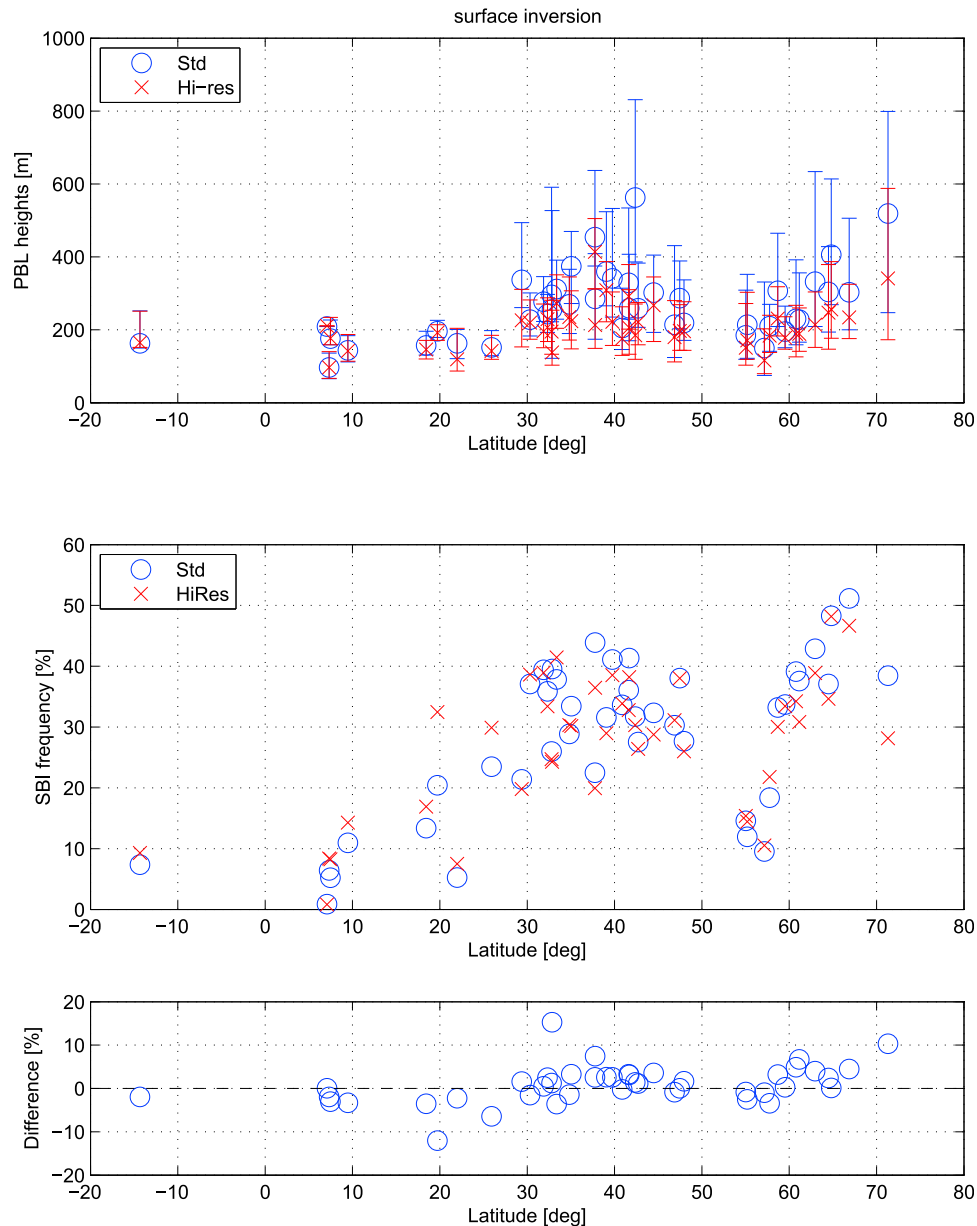 surface inversion
1000
800
600
400
200
0
PBL heights [m]
Std
Hi-res
−20 −10 0 10 20 30 40 50 60 70 80
Latitude [deg]
60
50
40
30
20
10
0
SBI frequency [%]
Std
HiRes
−20 −10 0 10 20 30 40 50 60 70 80
Latitude [deg]
20
10
0
−10
−20
Difference [%]
−20 −10 0 10 20 30 40 50 60 70 80
Latitude [deg]